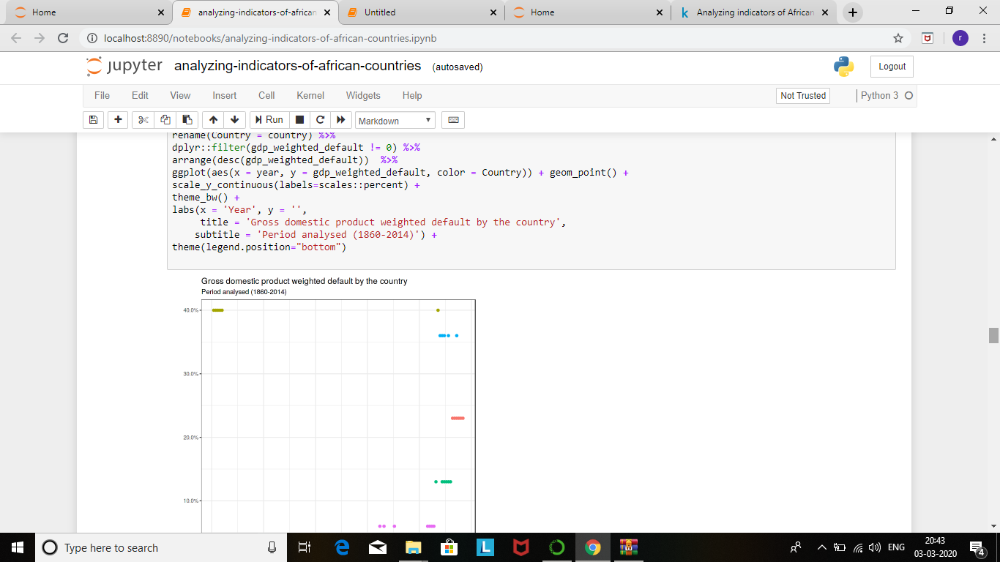 Home
analyzing-indicators-of-african
Untitled
Home
Analyzing indicators of African
localhost:8890/notebooks/analyzing-indicators-of-african-countries.ipynb
r
jupyter analyzing-indicators-of-african-countries (autosaved)
Logout
File Edit View Insert Cell Kernel Widgets Help
Not Trusted
Python 3
Run
Markdown
rename(Country = country) %>%
dplyr::filter(gdp_weighted_default != 0) %>%
arrange(desc(gdp_weighted_default))  %>%
ggplot(aes(x = year, y = gdp_weighted_default, color = Country)) + geom_point() +
scale_y_continuous(labels=scales::percent) +
theme_bw() +
labs(x = 'Year', y = '',
title = 'Gross domestic product weighted default by the country',
subtitle = 'Period analysed (1860-2014)') +
theme(legend.position="bottom")
Gross domestic product weighted default by the country
Period analysed (1860-2014)
40.0%
30.0%
20.0%
10.0%
Type here to search
L
ENG
20:43
03-03-2020
4